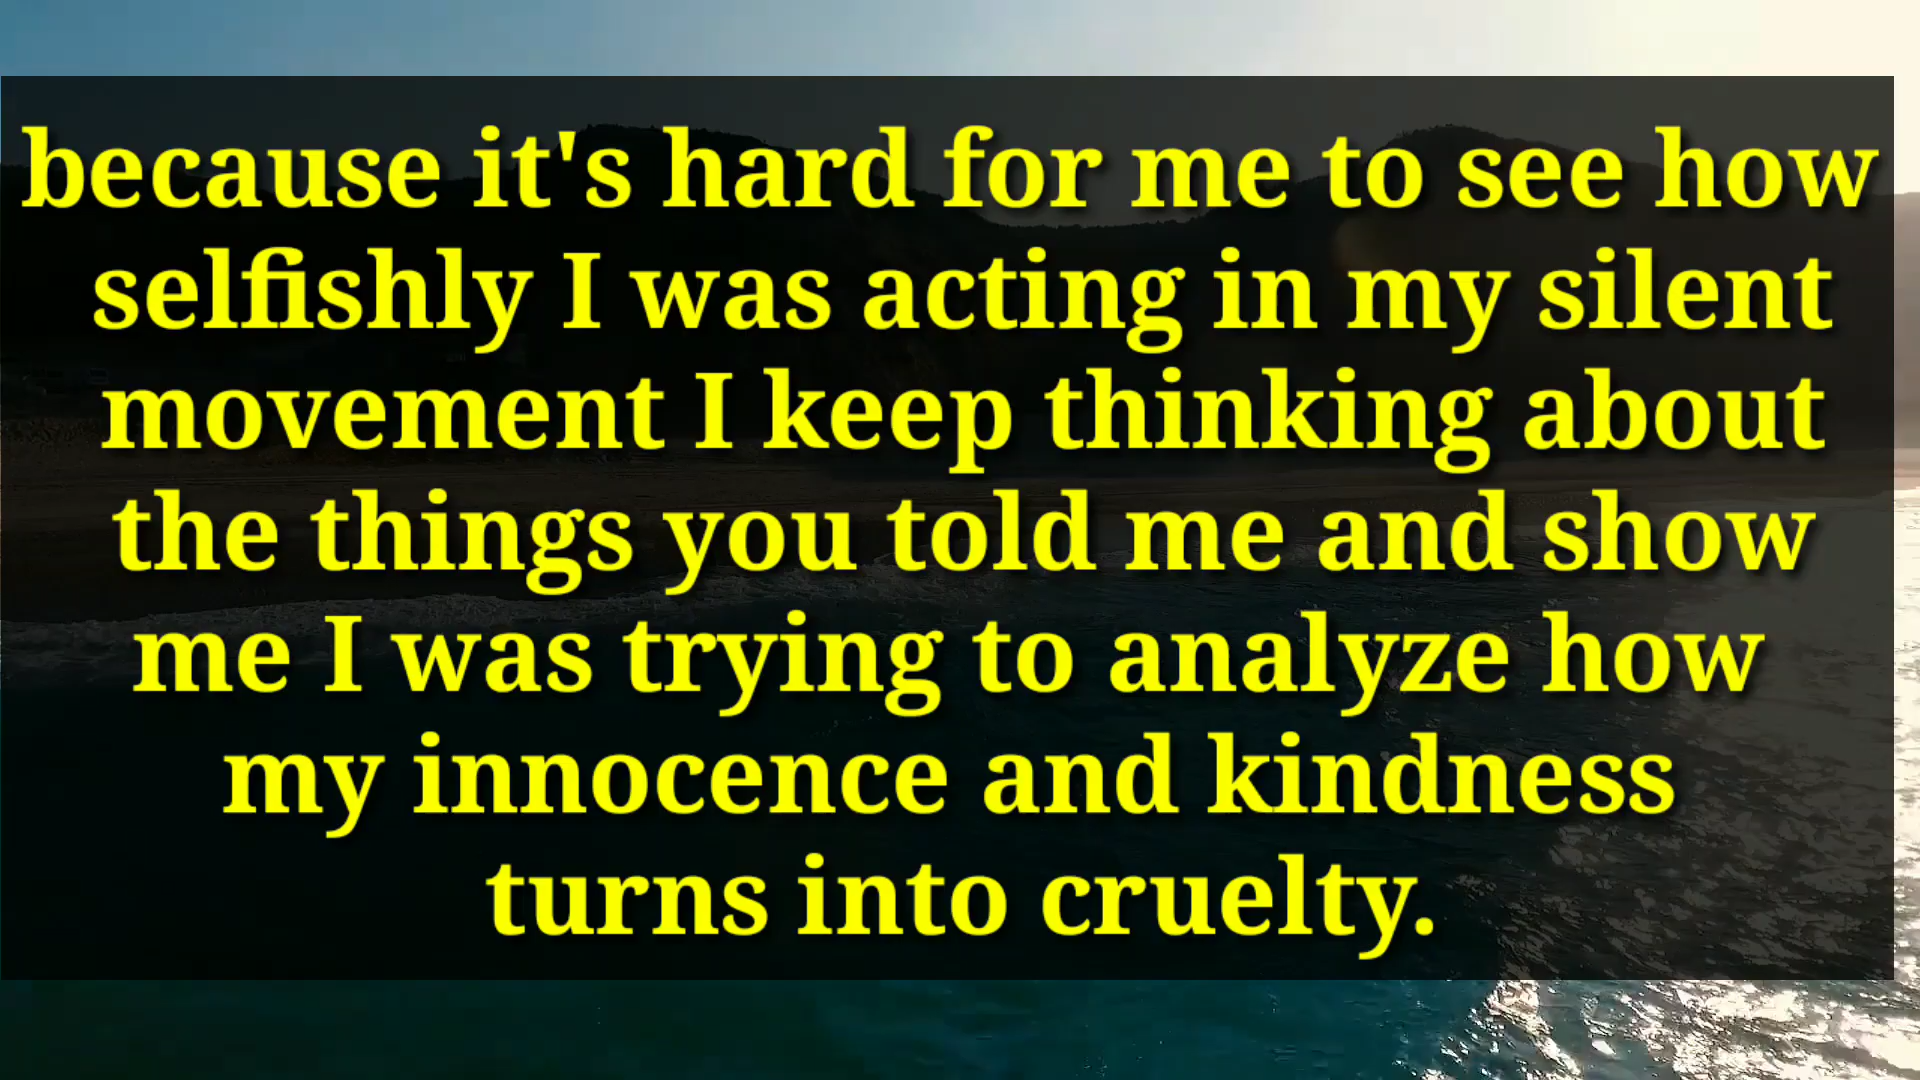 because it's hard for me to see how
selfishly I was acting in my silent
movement I keep thinking about
the things you told me and show
me I was trying to analyze how
my innocence and kindness
turns into cruelty.